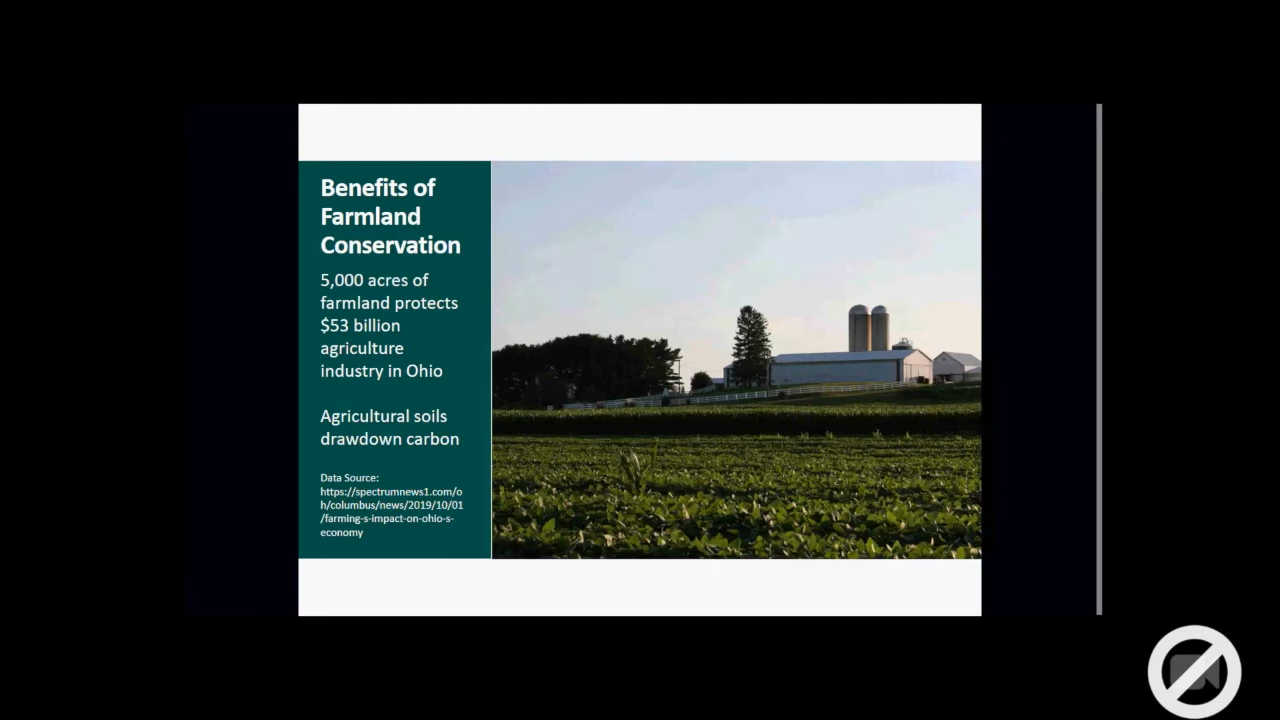 Benefits of
Farmland
Conservation
5,000 acres of
farmland protects
$53 billion
agriculture
industry in Ohio
Agricultural soils
drawdown carbon
Data Source:
https://spectrumnews1.com/o
h/columbus/news/2019/10/01
/farming-s-impact-on-ohio-s-
economy